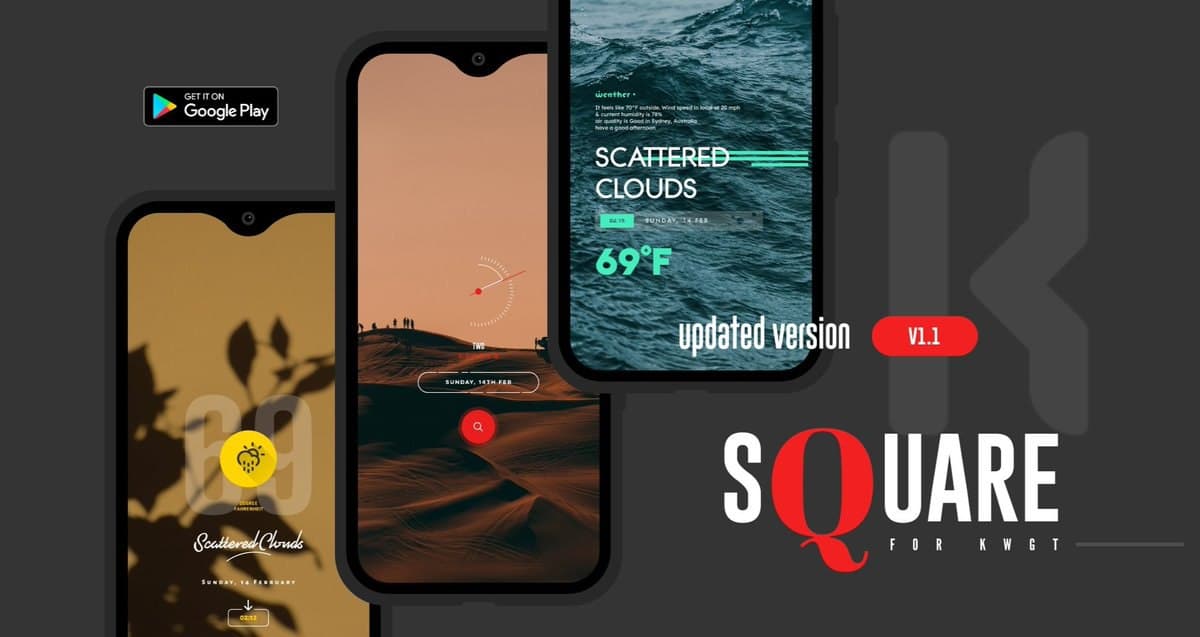 GET IT ON
Google Play
69
DEGREE
FAHRENHEIT
Scattered Clouds
SUNDAY, 14 FEBRUARY
02:12
TWO
SUNDAY, 14TH FEB
weather
It feels like 70°F outside. Wind speed in local at 20 mph
& current humidity is 78%
air quality is Good in Sydney, Australia
have a good afternoon
SCATTERED
CLOUDS
SUNDAY, 14 FEB
69°F
updated version
V1.1
SQUARE
FOR KWGT